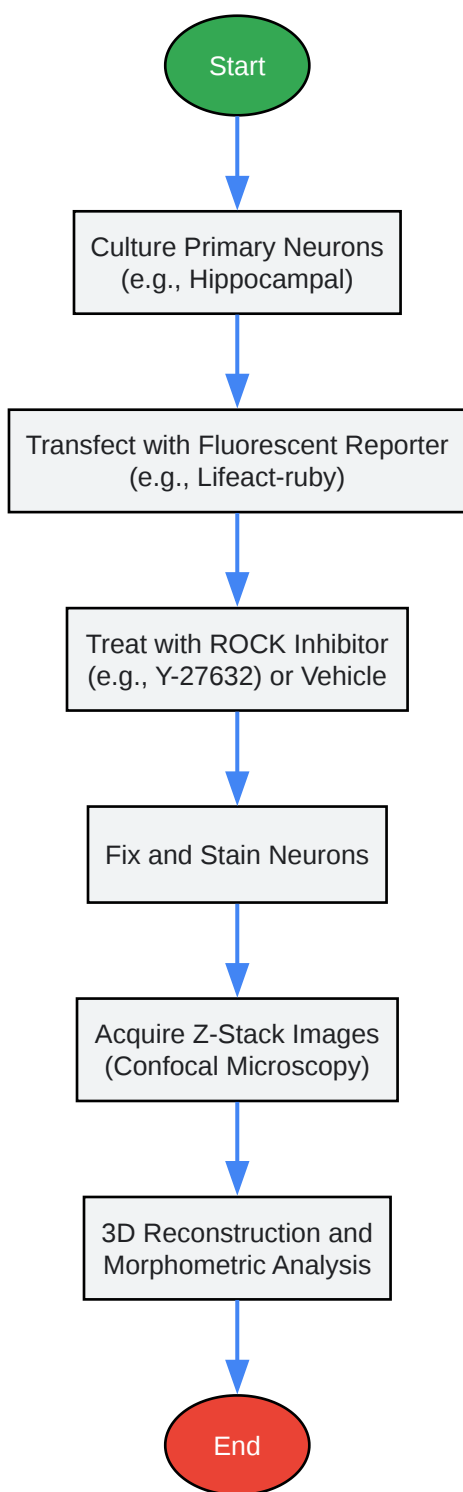 Start
Culture Primary Neurons
(e.g., Hippocampal)
Transfect with Fluorescent Reporter
(e.g., Lifeact-ruby)
Treat with ROCK Inhibitor
(e.g., Y-27632) or Vehicle
Fix and Stain Neurons
Acquire Z-Stack Images
(Confocal Microscopy)
3D Reconstruction and
Morphometric Analysis
End